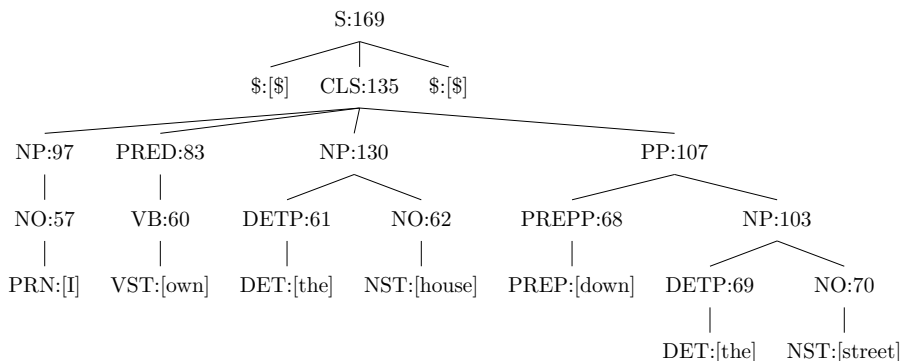 S:169
$:[$] CLS:135 $:[$]
NP:97 PRED:83 NP:130 PP:107
NO:57 VB:60 DETP:61 NO:62 PREPP:68 NP:103
PRN:[I] VST:[own] DET:[the] NST:[house] PREP:[down] DETP:69 NO:70
DET:[the] NST:[street]